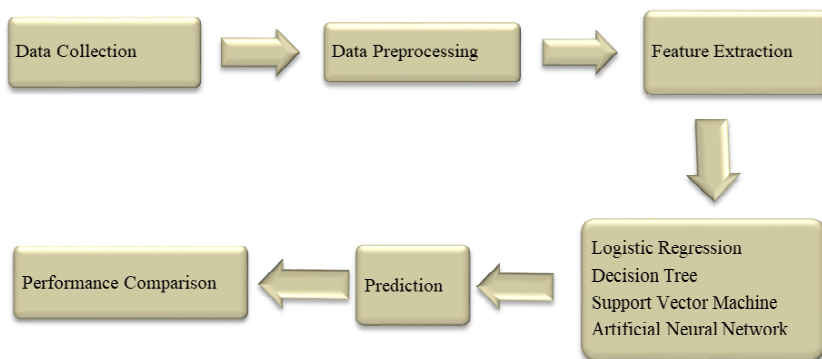 Data Collection
Data Preprocessing
Feature Extraction
Logistic Regression
Decision Tree
Support Vector Machine
Artificial Neural Network
Prediction
Performance Comparison